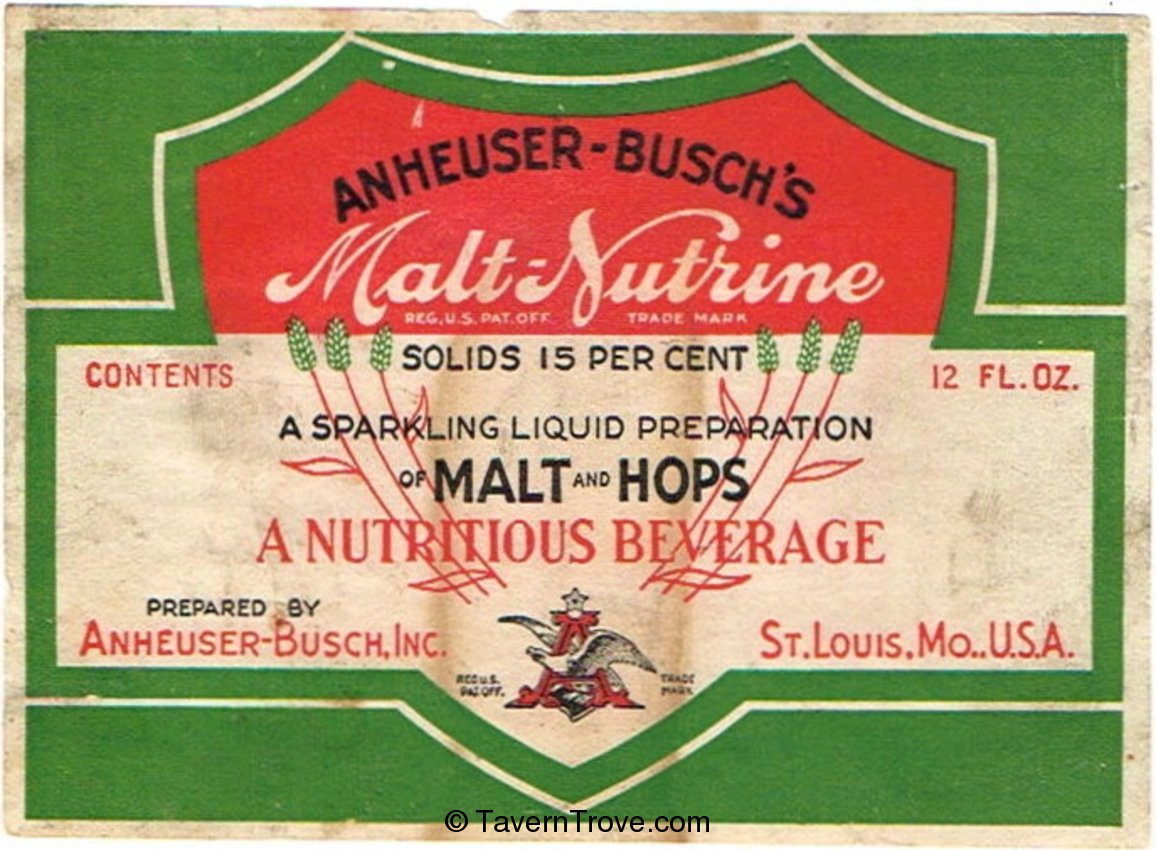 ANHEUSER-BUSCH'S
Malt-Nutrine
REG. U.S. PAT. OFF. TRADE MARK
SOLIDS 15 PER CENT
CONTENTS 12 FL. OZ.
A SPARKLING LIQUID PREPARATION
OF MALT AND HOPS
A NUTRITIOUS BEVERAGE
PREPARED BY
ANHEUSER-BUSCH, INC. ST. LOUIS, MO., U.S.A.
REG U.S. TRADE
PAT OFF. MARK
© TavernTrove.com